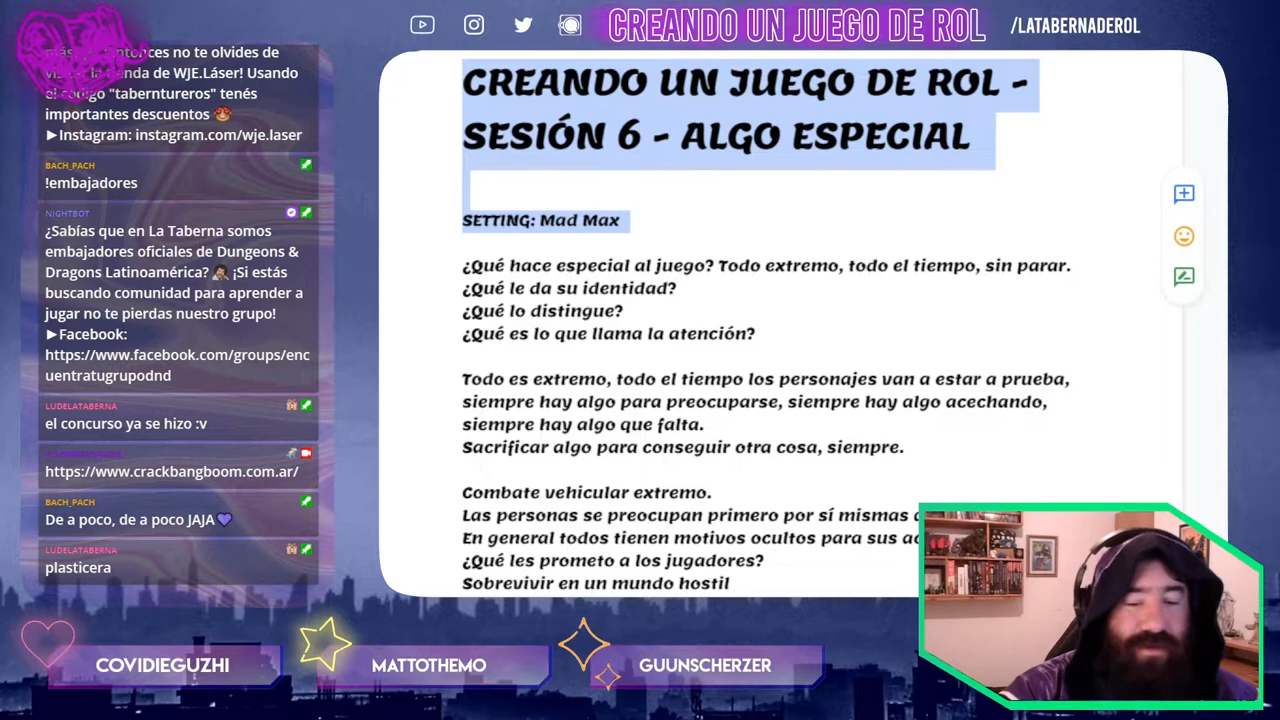 CREANDO UN JUEGO DE ROL
/LATABERNADEROL
entonces no te olvides de
tienda de WJE.Láser! Usando
el código "taberntureros" tenés
importantes descuentos
►Instagram: instagram.com/wje.laser
BACH_PACH
!embajadores
NIGHTBOT
¿Sabías que en La Taberna somos
embajadores oficiales de Dungeons &
Dragons Latinoamérica? ¡Si estás
buscando comunidad para aprender a
jugar no te pierdas nuestro grupo!
►Facebook:
https://www.facebook.com/groups/enc
uentratugrupodnd
LUDELATABERNA
el concurso ya se hizo :v
https://www.crackbangboom.com.ar/
BACH_PACH
De a poco, de a poco JAJA
LUDELATABERNA
plasticera
CREANDO UN JUEGO DE ROL -
SESIÓN 6 - ALGO ESPECIAL
SETTING: Mad Max
¿Qué hace especial al juego? Todo extremo, todo el tiempo, sin parar.
¿Qué le da su identidad?
¿Qué lo distingue?
¿Qué es lo que llama la atención?
Todo es extremo, todo el tiempo los personajes van a estar a prueba,
siempre hay algo para preocuparse, siempre hay algo acechando,
siempre hay algo que falta.
Sacrificar algo para conseguir otra cosa, siempre.
Combate vehicular extremo.
Las personas se preocupan primero por sí mismas
En general todos tienen motivos ocultos para sus
¿Qué les prometo a los jugadores?
Sobrevivir en un mundo hostil
COVIDIEGUZHI
MATTOTHEMO
GUUNSCHERZER